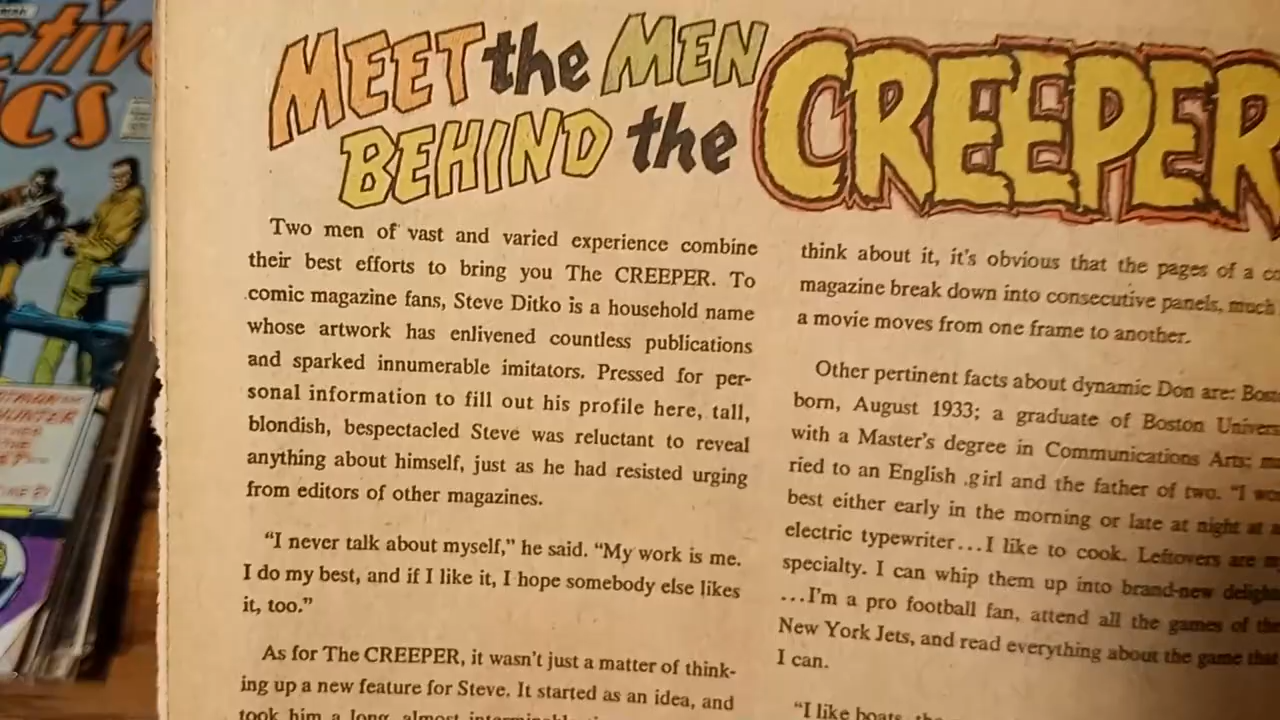 MEET the MEN
BEHIND the CREEPER
Two men of vast and varied experience combine
their best efforts to bring you The CREEPER. To
comic magazine fans, Steve Ditko is a household name
whose artwork has enlivened countless publications
and sparked innumerable imitators. Pressed for per-
sonal information to fill out his profile here, tall,
blondish, bespectacled Steve was reluctant to reveal
anything about himself, just as he had resisted urging
from editors of other magazines.
“I never talk about myself,” he said. “My work is me.
I do my best, and if I like it, I hope somebody else likes
it, too.”
As for The CREEPER, it wasn't just a matter of think-
ing up a new feature for Steve. It started as an idea, and
took him a long, almost
think about it, it's obvious that the pages of a
magazine break down into consecutive panels, much
a movie moves from one frame to another.
Other pertinent facts about dynamic Don are:
born, August 1933; a graduate of Boston
with a Master's degree in Communications Arts;
ried to an English girl and the father of two. “I
best either early in the morning or late at night at
electric typewriter...I like to cook. Leftovers are
specialty. I can whip them up into brand-new
...I'm a pro football fan, attend all the games of the
New York Jets, and read everything about the game that
I can.
“I like boats,